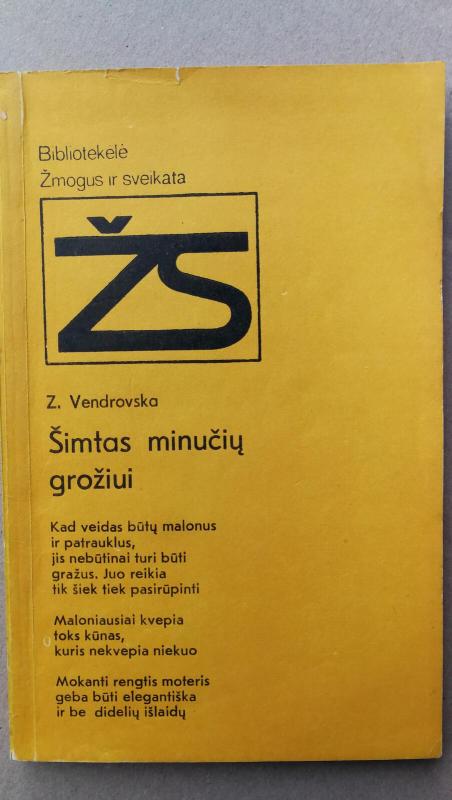 Bibliotekelė
Žmogus ir sveikata
ŽS
Z. Vendrovska
Šimtas minučių
grožiui
Kad veidas būtų malonus
ir patrauklus,
jis nebūtinai turi būti
gražus. Juo reikia
tik šiek tiek pasirūpinti
Maloniausiai kvepia
toks kūnas,
kuris nekvepia niekuo
Mokanti rengtis moteris
geba būti elegantiška
ir be didelių išlaidų